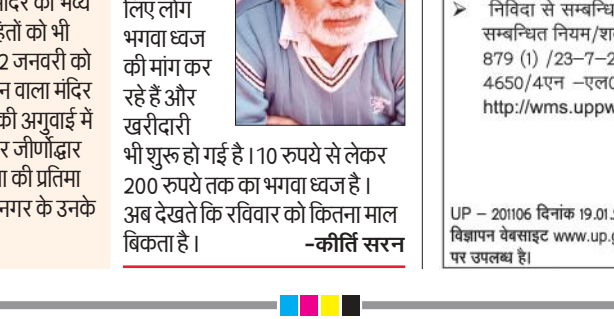 मंदिर को भव्य
हितों को भी
2 जनवरी को
न वाला मंदिर
की अगुवाई में
र जीर्णोद्धार
ा की प्रतिमा
नगर के उनके
लिए लोग
भगवा ध्वज
की मांग कर
रहे हैं और
खरीदारी
भी शुरू हो गई है।10 रुपये से लेकर
200 रुपये तक का भगवा ध्वज है।
अब देखते कि रविवार को कितना माल
बिकता है। -कीर्ति सरन
➤ निविदा से सम्बन्धि
सम्बन्धित नियम/श
879 (1) /23–7–2
4650/4एन –एल
http://wms.uppw
UP – 201106 दिनांक 19.01.
विज्ञापन वेबसाइट www.up.g
पर उपलब्ध है।